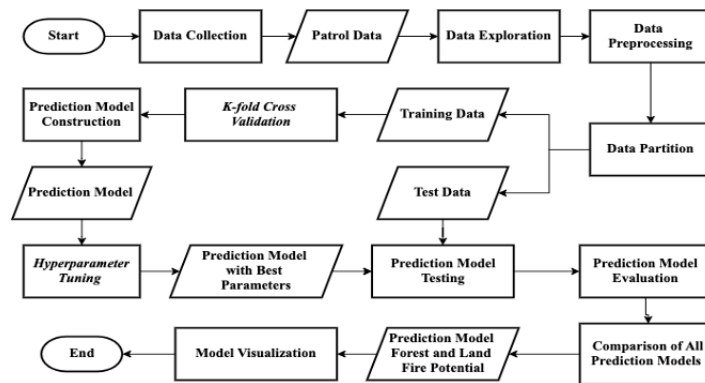 Start
Data Collection
Patrol Data
Data Exploration
Data
Preprocessing
Prediction Model
Construction
K-fold Cross
Validation
Training Data
Data Partition
Prediction Model
Test Data
Hyperparameter
Tuning
Prediction Model
with Best
Parameters
Prediction Model
Testing
Prediction Model
Evaluation
End
Model Visualization
Prediction Model
Forest and Land
Fire Potential
Comparison of All
Prediction Models